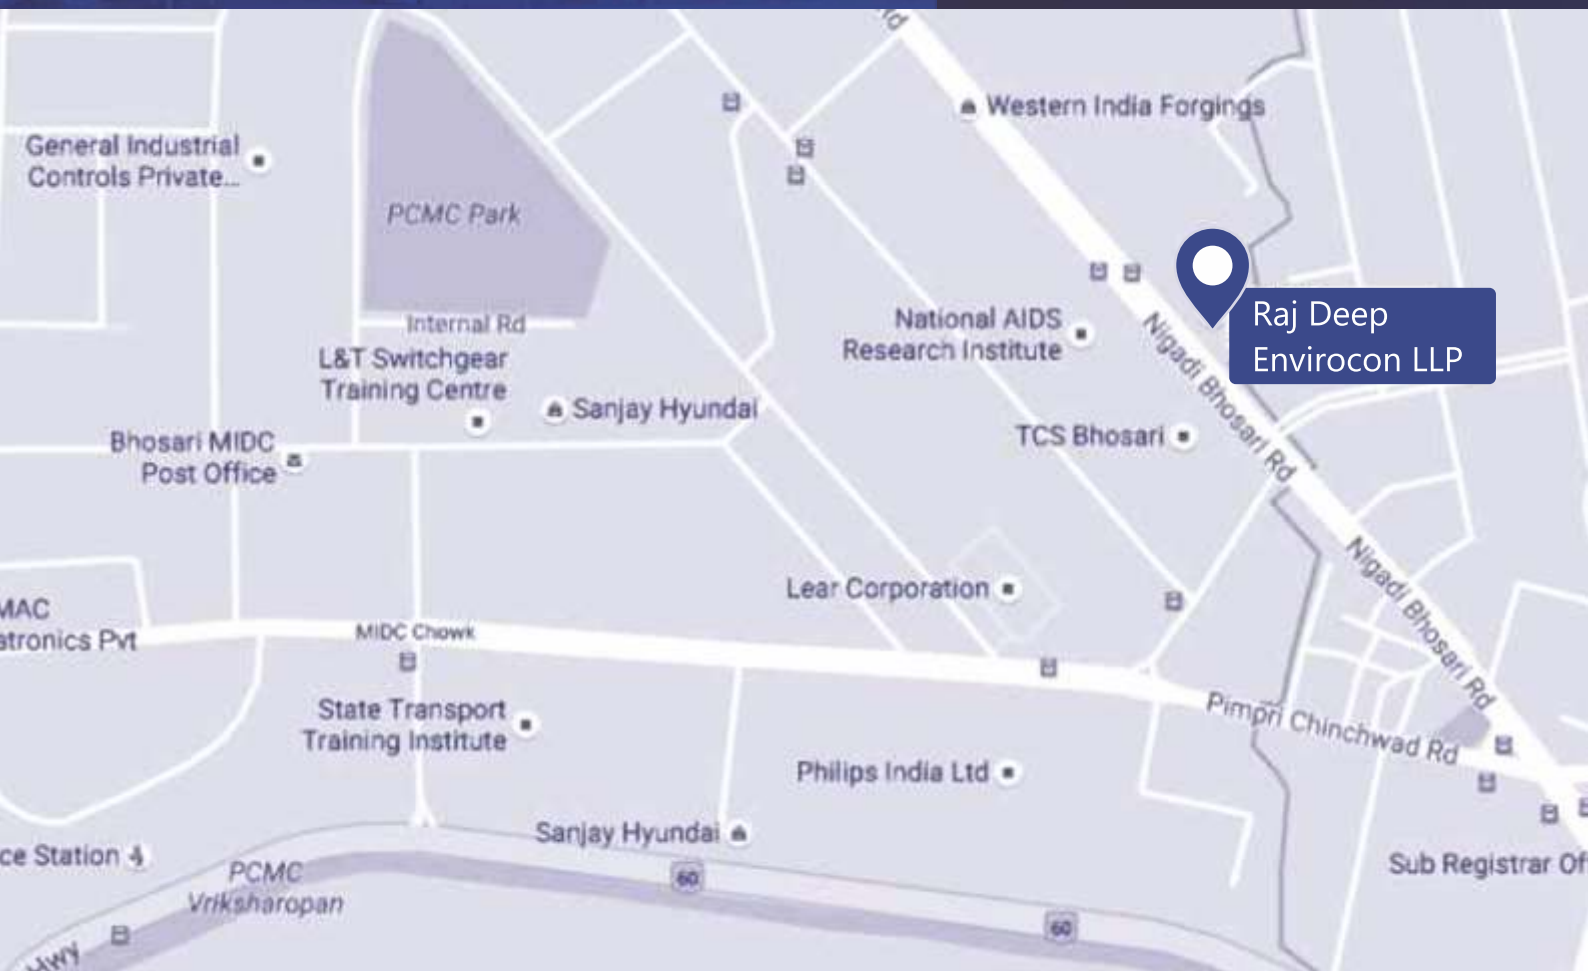 Rd
Western India Forgings
General Industrial
Controls Private...
PCMC Park
Raj Deep
Envirocon LLP
National AIDS
Research Institute
Nigadi Bhosari Rd
Internal Rd
L&T Switchgear
Training Centre
Sanjay Hyundai
TCS Bhosari
Bhosari MIDC
Post Office
Nigadi Bhosari Rd
Lear Corporation
MAC
atronics Pvt
MIDC Chowk
State Transport
Training Institute
Pimpri Chinchwad Rd
Philips India Ltd
Sanjay Hyundai
ce Station
PCMC
Vriksharopan
60
60
Sub Registrar Of
Hwy